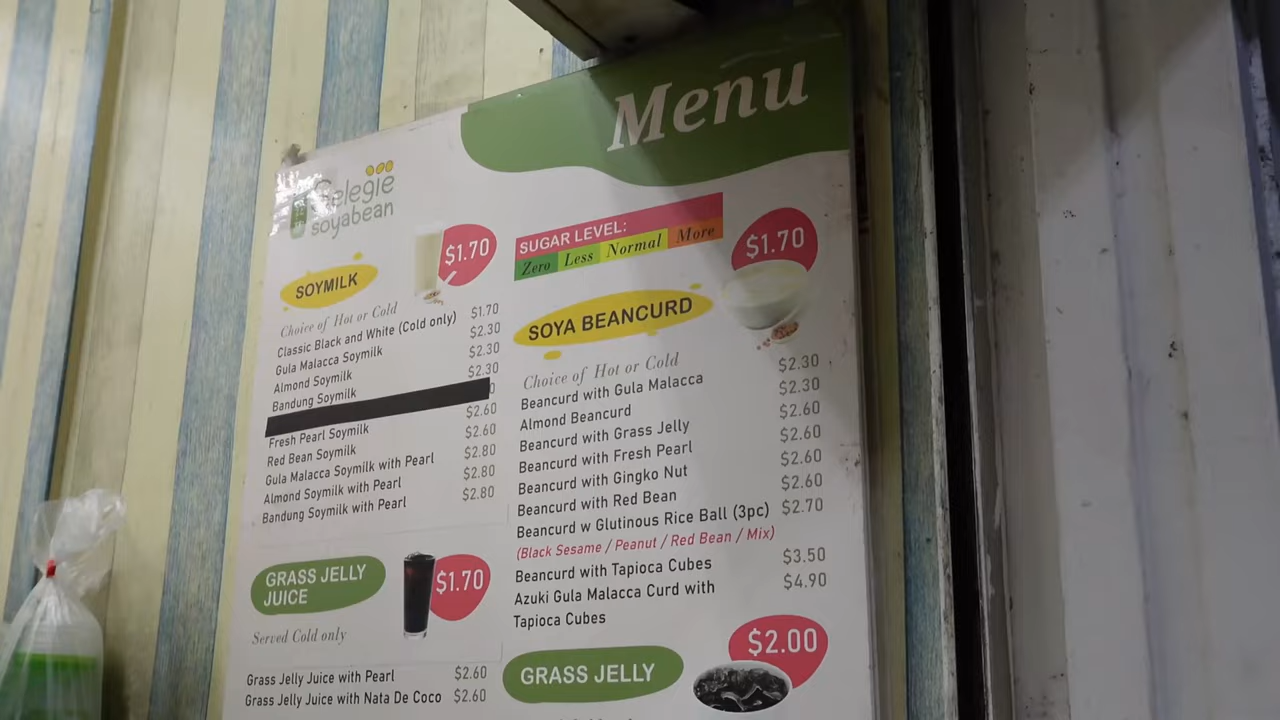 Menu
Selegie
soyabean
$1.70
SOYMILK
Choice of Hot or Cold
Classic Black and White (Cold only) $1.70
Gula Malacca Soymilk $2.30
Almond Soymilk $2.30
Bandung Soymilk $2.30
Fresh Pearl Soymilk $2.60
Red Bean Soymilk $2.60
Gula Malacca Soymilk with Pearl $2.80
Almond Soymilk with Pearl $2.80
Bandung Soymilk with Pearl $2.80
GRASS JELLY
JUICE
$1.70
Served Cold only
Grass Jelly Juice with Pearl $2.60
Grass Jelly Juice with Nata De Coco $2.60
SUGAR LEVEL:
Zero Less Normal More
$1.70
SOYA BEANCURD
Choice of Hot or Cold
Beancurd with Gula Malacca $2.30
Almond Beancurd $2.30
Beancurd with Grass Jelly $2.60
Beancurd with Fresh Pearl $2.60
Beancurd with Gingko Nut $2.60
Beancurd with Red Bean $2.60
Beancurd w Glutinous Rice Ball (3pc) $2.70
(Black Sesame / Peanut / Red Bean / Mix)
Beancurd with Tapioca Cubes $3.50
Azuki Gula Malacca Curd with $4.90
Tapioca Cubes
GRASS JELLY
$2.00